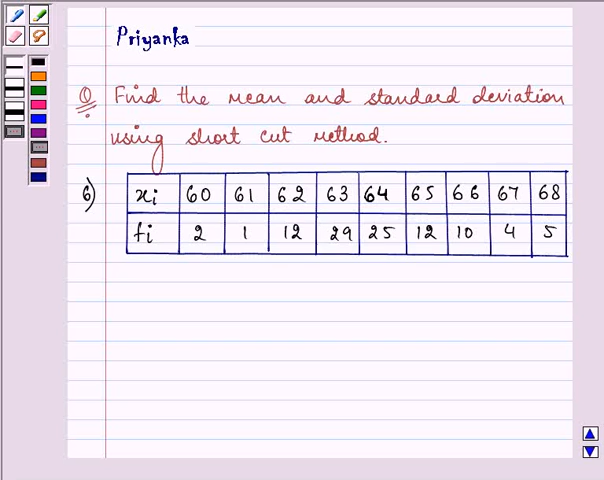 Priyanka
Q Find the mean and standard deviation
using short cut method.
6) xi 60 61 62 63 64 65 66 67 68
fi 2 1 12 29 25 12 10 4 5